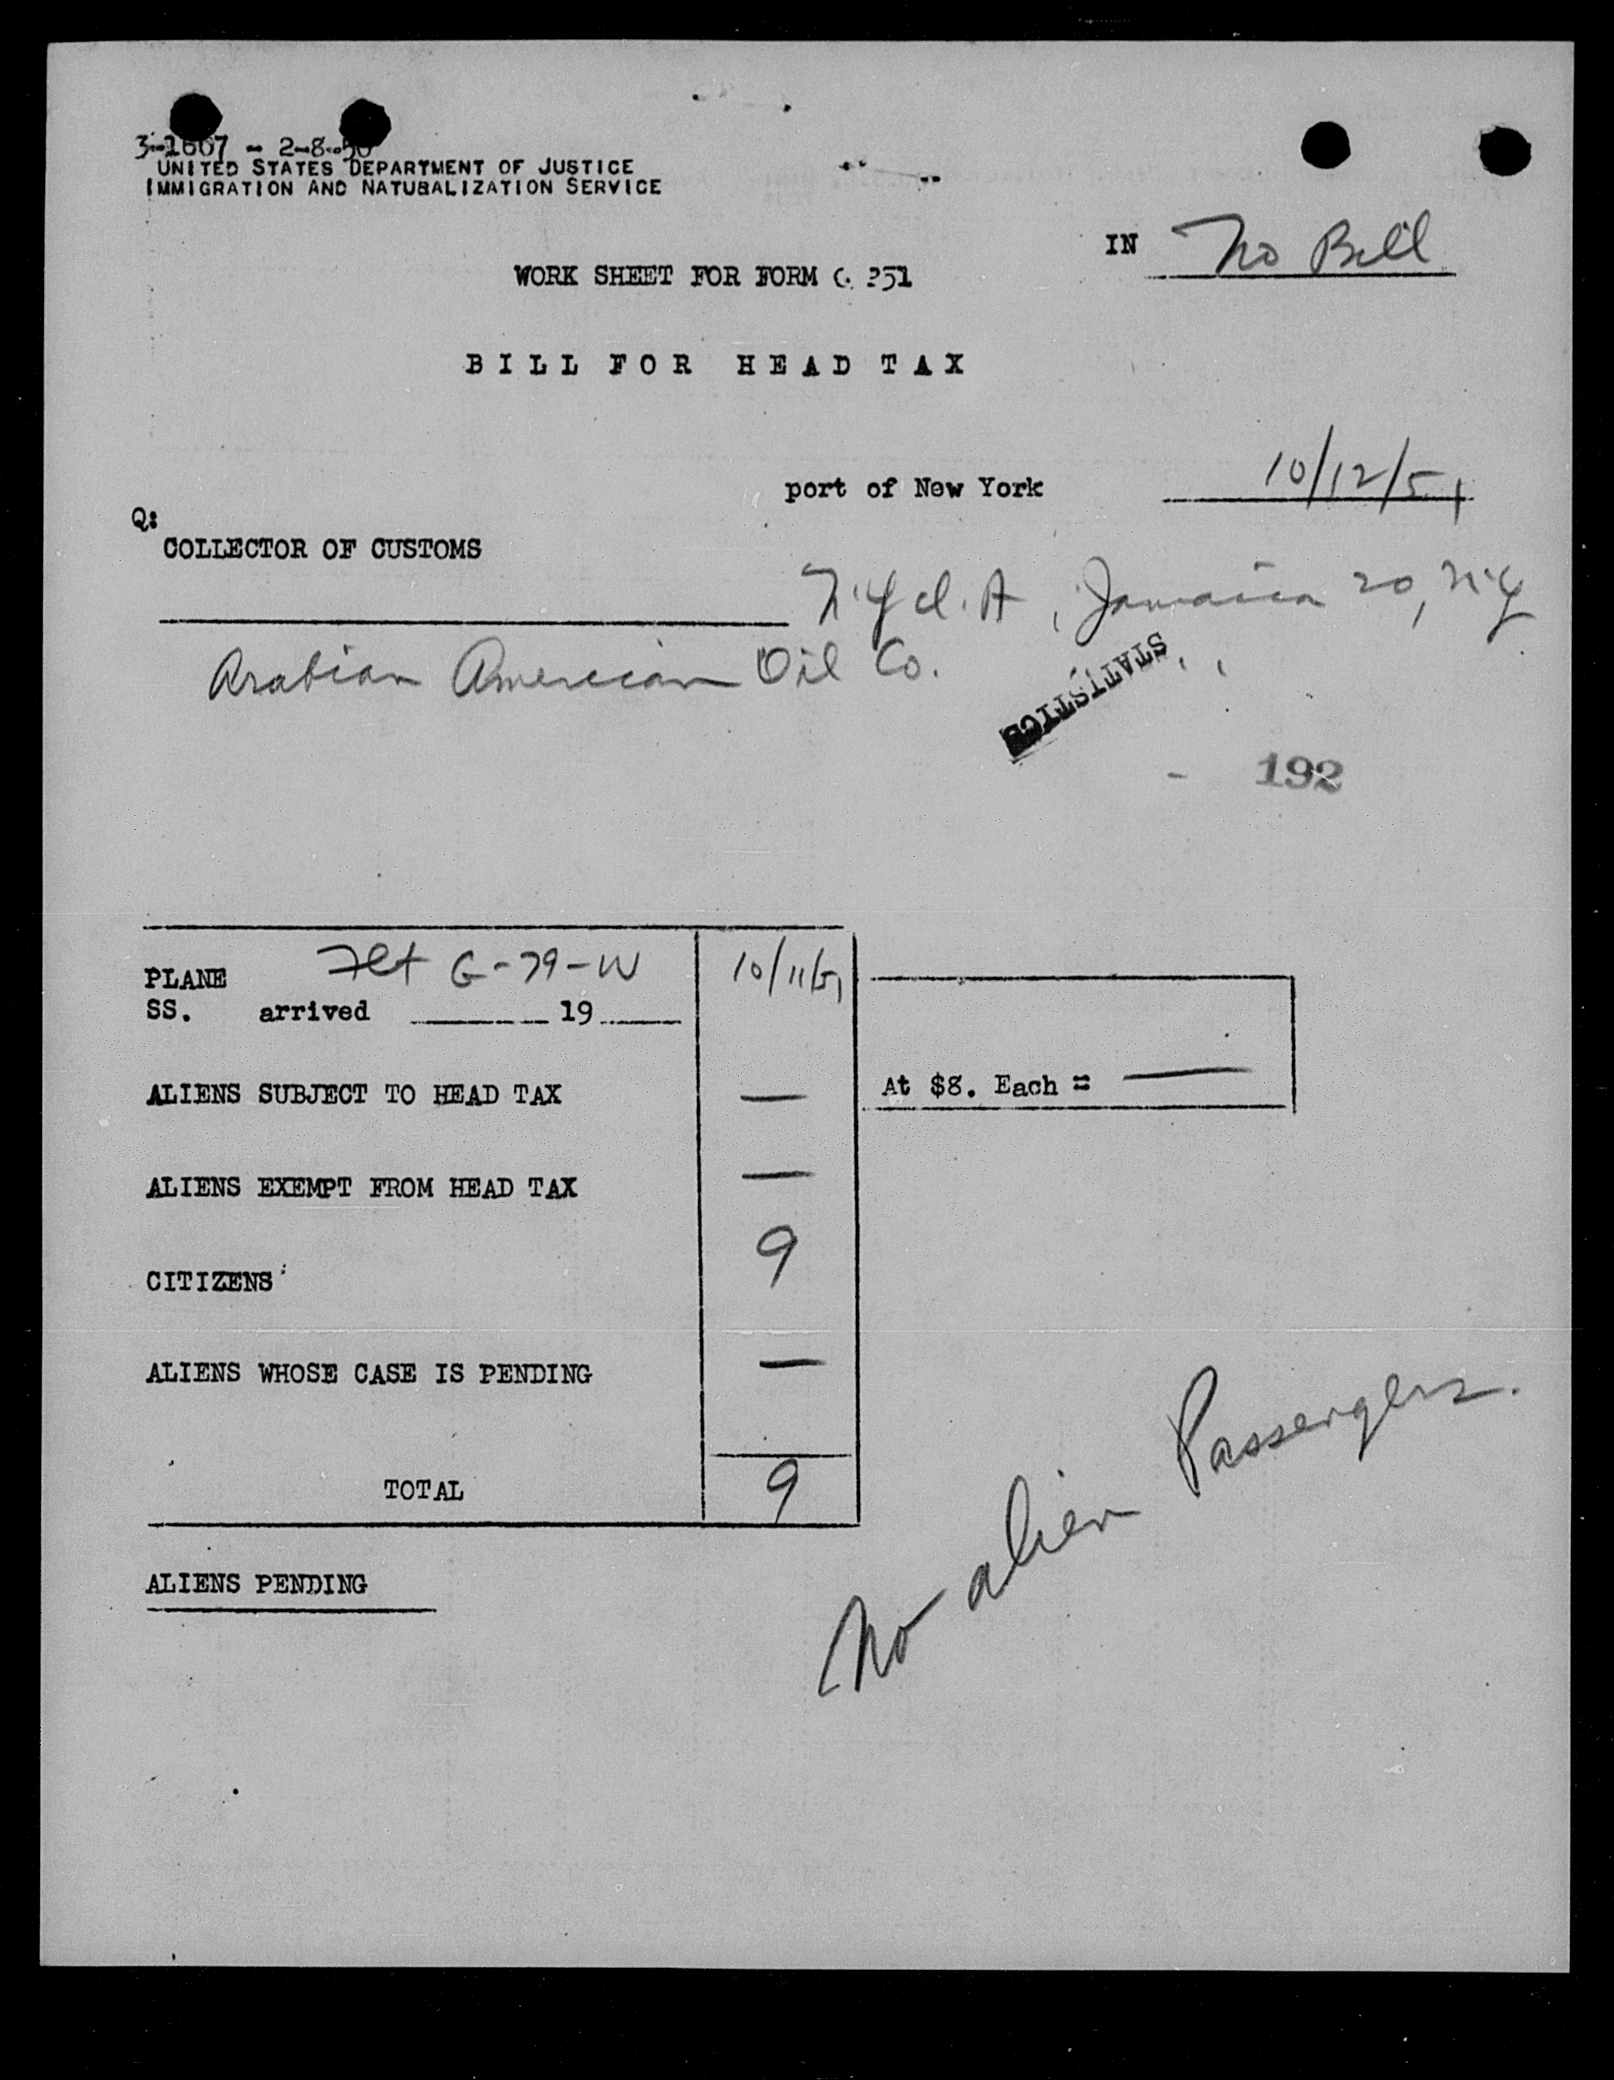 3-1607 - 2-8-50
UNITED STATES DEPARTMENT OF JUSTICE
IMMIGRATION AND NATURALIZATION SERVICE
IN No Bill
WORK SHEET FOR FORM G 251
BILL FOR HEAD TAX
port of New York 10/12/51
Q:
COLLECTOR OF CUSTOMS
Jamaica 20, N.Y
Arabian American Oil Co.
STATISTICS
- 192
PLANE Flt G-79-W 10/11/51
SS. arrived 19
ALIENS SUBJECT TO HEAD TAX —
At $8. Each = —
ALIENS EXEMPT FROM HEAD TAX —
CITIZENS 9
ALIENS WHOSE CASE IS PENDING —
TOTAL 9
ALIENS PENDING
No alien Passengers.